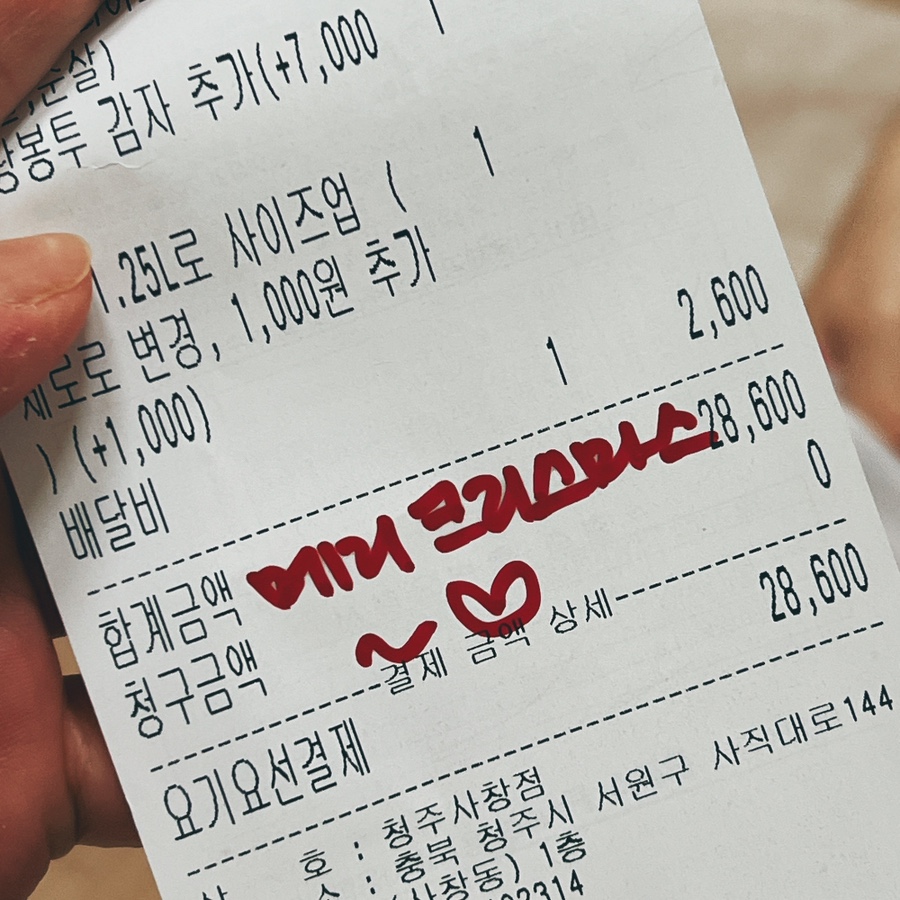 순살)
봉투 감자 추가(+7,000 1
1.25L로 사이즈업 ( 1
제로로 변경, 1,000원 추가
) (+1,000) 1 2,600
배달비
합계금액 28,600
메리 크리스마스
~♡
청구금액 0
결제 금액 상세
요기요선결제 28,600
상 호 : 청주사창점
소 : 충북 청주시 서원구 사직대로144
(사창동) 1층